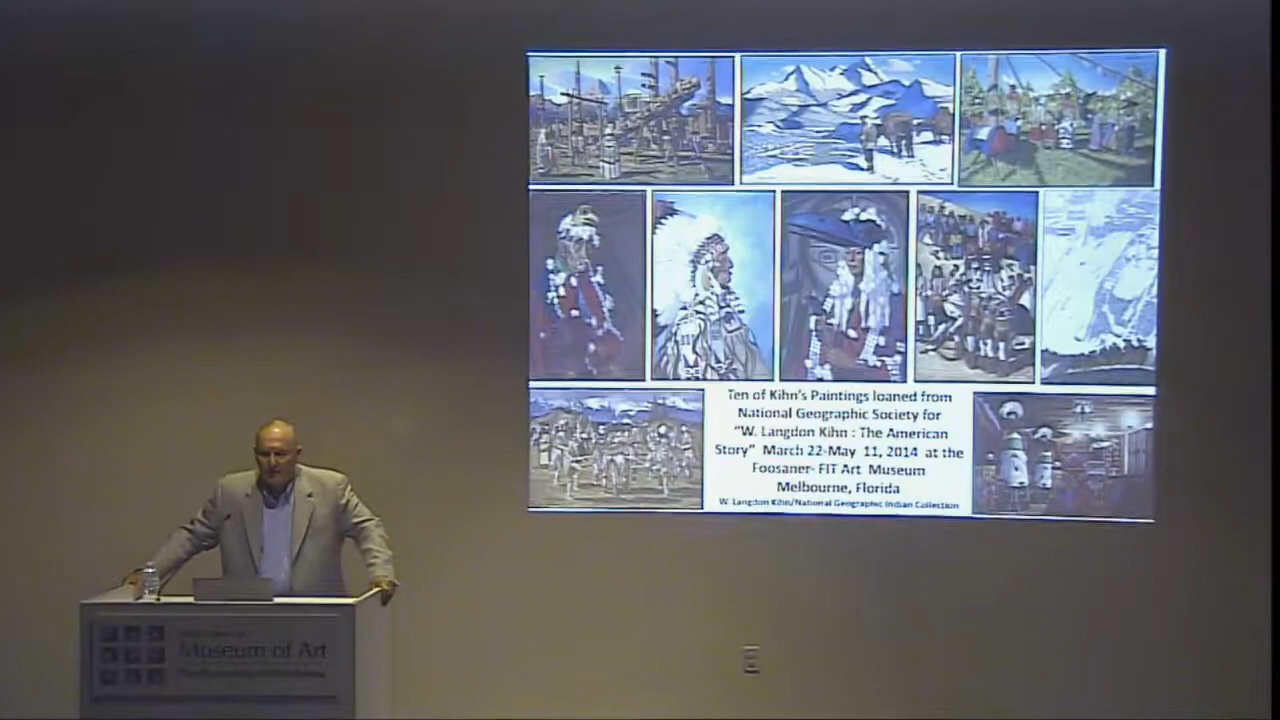 Ten of Kihn's Paintings loaned from
National Geographic Society for
"W. Langdon Kihn : The American
Story" March 22-May 11, 2014 at the
Foosaner- FIT Art Museum
Melbourne, Florida
W. Langdon Kihn/National Geographic Indian Collection
Museum of Art